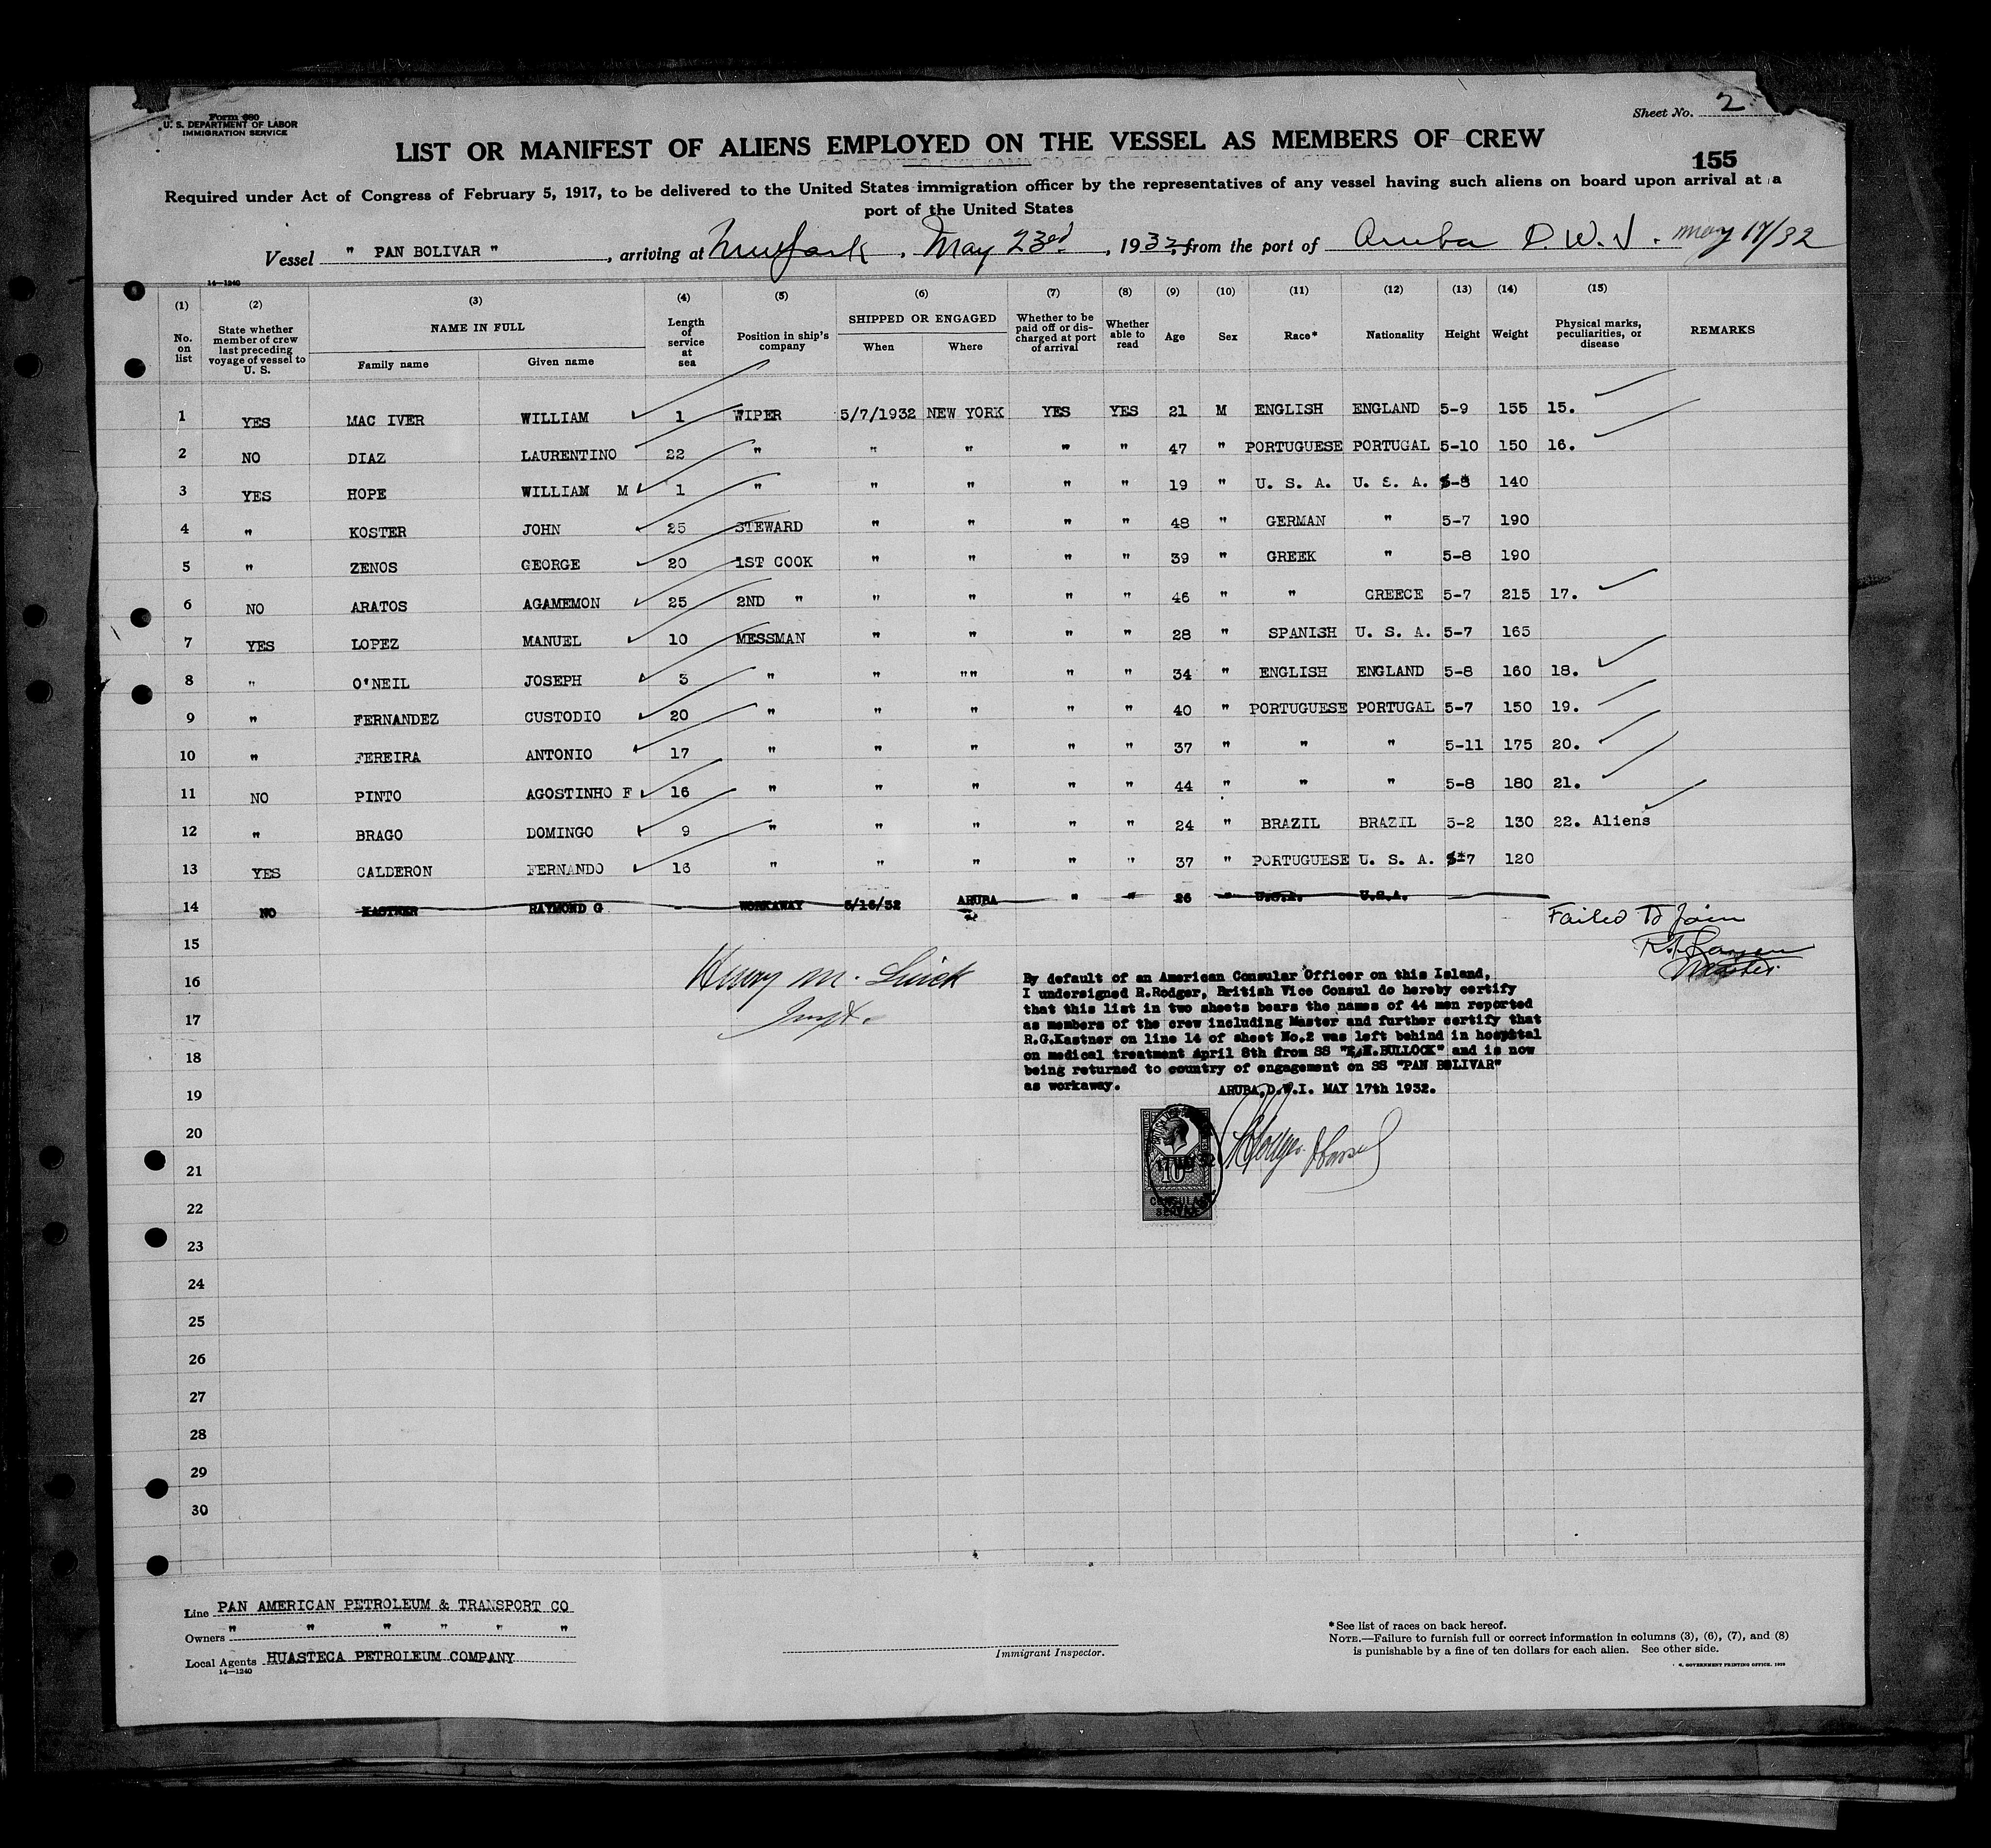 Form 680
U. S. DEPARTMENT OF LABOR
IMMIGRATION SERVICE
Sheet No. 2
LIST OR MANIFEST OF ALIENS EMPLOYED ON THE VESSEL AS MEMBERS OF CREW
155
Required under Act of Congress of February 5, 1917, to be delivered to the United States immigration officer by the representatives of any vessel having such aliens on board upon arrival at a
port of the United States
Vessel " PAN BOLIVAR " , arriving at New York , May 23rd , 1932, from the port of Aruba D.W.I. may 17/32
14—1240
(1) (2) (3) (4) (5) (6) (7) (8) (9) (10) (11) (12) (13) (14) (15)
No. on list
State whether member of crew last preceding voyage of vessel to U. S.
NAME IN FULL
Family name
Given name
Length of service at sea
Position in ship's company
SHIPPED OR ENGAGED
When
Where
Whether to be paid off or discharged at port of arrival
Whether able to read
Age
Sex
Race*
Nationality
Height
Weight
Physical marks, peculiarities, or disease
REMARKS
1 YES MAC IVER WILLIAM 1 WIPER 5/7/1932 NEW YORK YES YES 21 M ENGLISH ENGLAND 5-9 155 15.
2 NO DIAZ LAURENTINO 22 " " " " " 47 " PORTUGUESE PORTUGAL 5-10 150 16.
3 YES HOPE WILLIAM M 1 " " " " " 19 " U. S. A. U. S. A. 5-8 140
4 " KOSTER JOHN 25 STEWARD " " " " 48 " GERMAN " 5-7 190
5 " ZENOS GEORGE 20 1ST COOK " " " " 39 " GREEK " 5-8 190
6 NO ARATOS AGAMEMON 25 2ND " " " " " 46 " " GREECE 5-7 215 17.
7 YES LOPEZ MANUEL 10 MESSMAN " " " " 28 " SPANISH U. S. A. 5-7 165
8 " O'NEIL JOSEPH 3 " " "" " " 34 " ENGLISH ENGLAND 5-8 160 18.
9 " FERNANDEZ CUSTODIO 20 " " " " " 40 " PORTUGUESE PORTUGAL 5-7 150 19.
10 " FEREIRA ANTONIO 17 " " " " " 37 " " " 5-11 175 20.
11 NO PINTO AGOSTINHO F 16 " " " " " 44 " " " 5-8 180 21.
12 " BRAGO DOMINGO 9 " " " " " 24 " BRAZIL BRAZIL 5-2 130 22. Aliens
13 YES CALDERON FERNANDO 16 " " " " " 37 " PORTUGUESE U. S. A. 5-7 120
14 NO KASTNER RAYMOND G - WORKAWAY 5/16/32 ARUBA " " 26 " U.S.A. U.S.A.
Failed To Join
Master
15
16
17
18
19
20
21
22
23
24
25
26
27
28
29
30
Henry M.
Inspt.
By default of an American Consular Officer on this Island,
I undersigned R.Rodger, British Vice Consul do hereby certify
that this list in two sheets bears the names of 44 men reported
as members of the crew including Master and further certify that
R.G.Kastner on line 14 of sheet No.2 was left behind in hospital
on medical treatment April 8th from SS "E.M.BULLOCK" and is now
being returned to country of engagement on SS "PAN BOLIVAR"
as workaway.
ARUBA,D.W.I. MAY 17th 1932.
10
CONSULAR
SERVICE
Line PAN AMERICAN PETROLEUM & TRANSPORT CO
Owners " " " " " "
Local Agents HUASTECA PETROLEUM COMPANY
14—1240
Immigrant Inspector.
*See list of races on back hereof.
NOTE.—Failure to furnish full or correct information in columns (3), (6), (7), and (8)
is punishable by a fine of ten dollars for each alien. See other side.
GOVERNMENT PRINTING OFFICE.